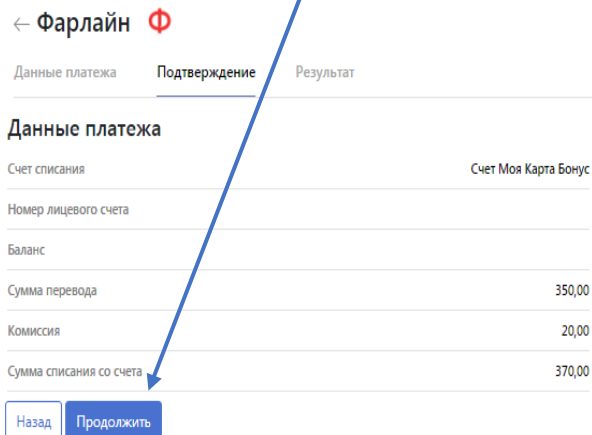 ← Фарлайн Ф
Данные платежа Подтверждение Результат
Данные платежа
Счет списания Счет Моя Карта Бонус
Номер лицевого счета
Баланс
Сумма перевода 350,00
Комиссия 20,00
Сумма списания со счета 370,00
Назад Продолжить